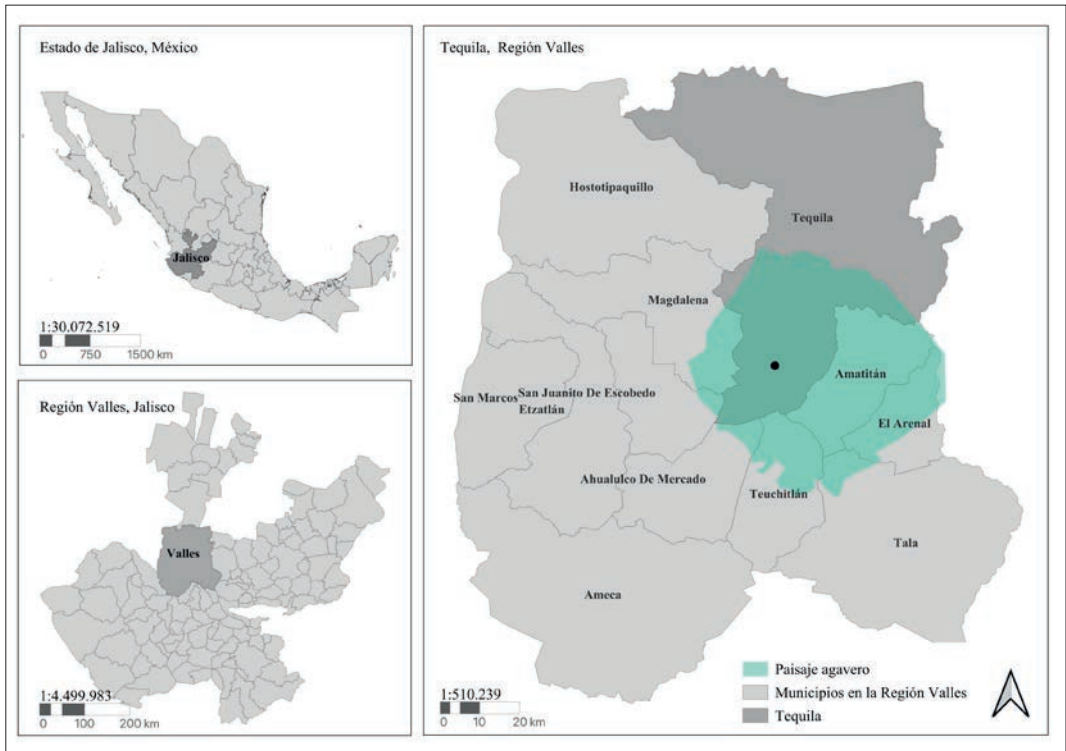 Estado de Jalisco, México
Jalisco
1:30.072.519
0 750 1500 km
Región Valles, Jalisco
Valles
1:4.499.983
0 100 200 km
Tequila, Región Valles
Hostotipaquillo
Tequila
Magdalena
Amatitán
San Marcos
San Juanito De Escobedo
Etzatlán
El Arenal
Ahualulco De Mercado
Teuchitlán
Tala
Ameca
Paisaje agavero
Municipios en la Región Valles
Tequila
1:510.239
0 10 20 km